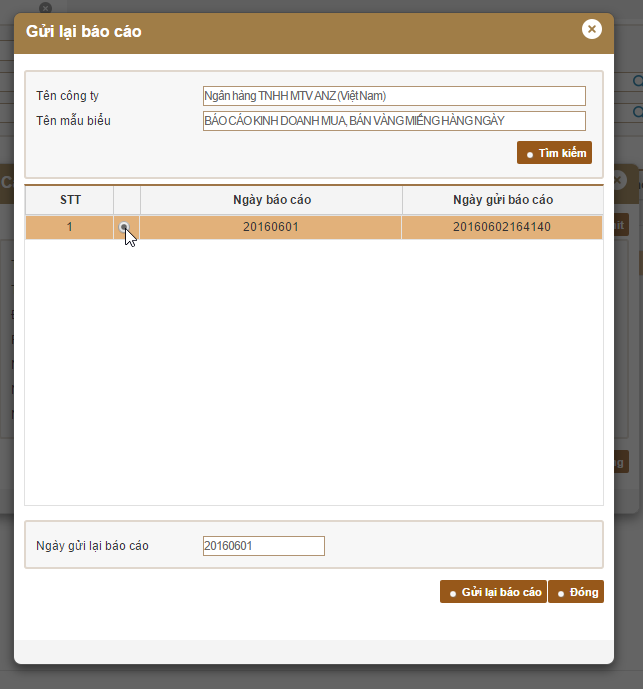 Gửi lại báo cáo
Tên công ty
Ngân hàng TNHH MTV ANZ (Việt Nam)
Tên mẫu biểu
BÁO CÁO KINH DOANH MUA, BÁN VÀNG MIẾNG HÀNG NGÀY
Tìm kiếm
STT Ngày báo cáo Ngày gửi báo cáo
1 20160601 20160602164140
Ngày gửi lại báo cáo
20160601
Gửi lại báo cáo Đóng